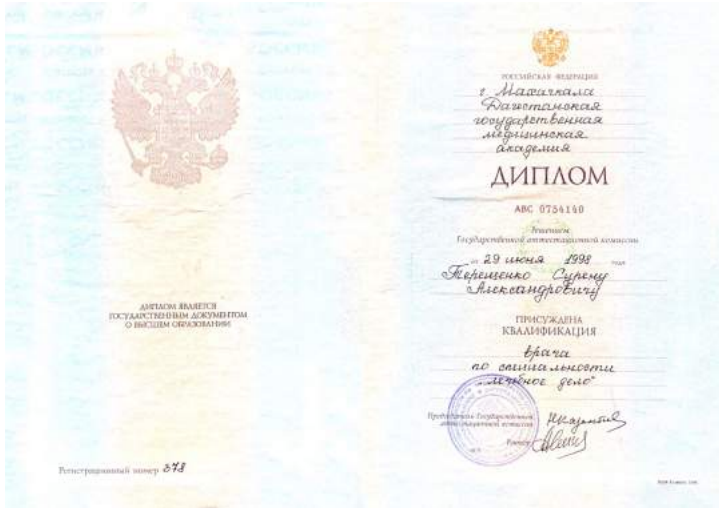 ДИПЛОМ ЯВЛЯЕТСЯ
ГОСУДАРСТВЕННЫМ ДОКУМЕНТОМ
О ВЫСШЕМ ОБРАЗОВАНИИ
Регистрационный номер 378
РОССИЙСКАЯ ФЕДЕРАЦИЯ
г. Махачкала
Дагестанская
государственная
медицинская
академия
ДИПЛОМ
АВС 0754140
Решением
Государственной аттестационной комиссии
от 29 июня 1998 года
Терещенко Сурену
Александровичу
ПРИСУЖДЕНА
КВАЛИФИКАЦИЯ
врача
по специальности
„лечебное дело"
Председатель Государственной
аттестационной комиссии
Ректор